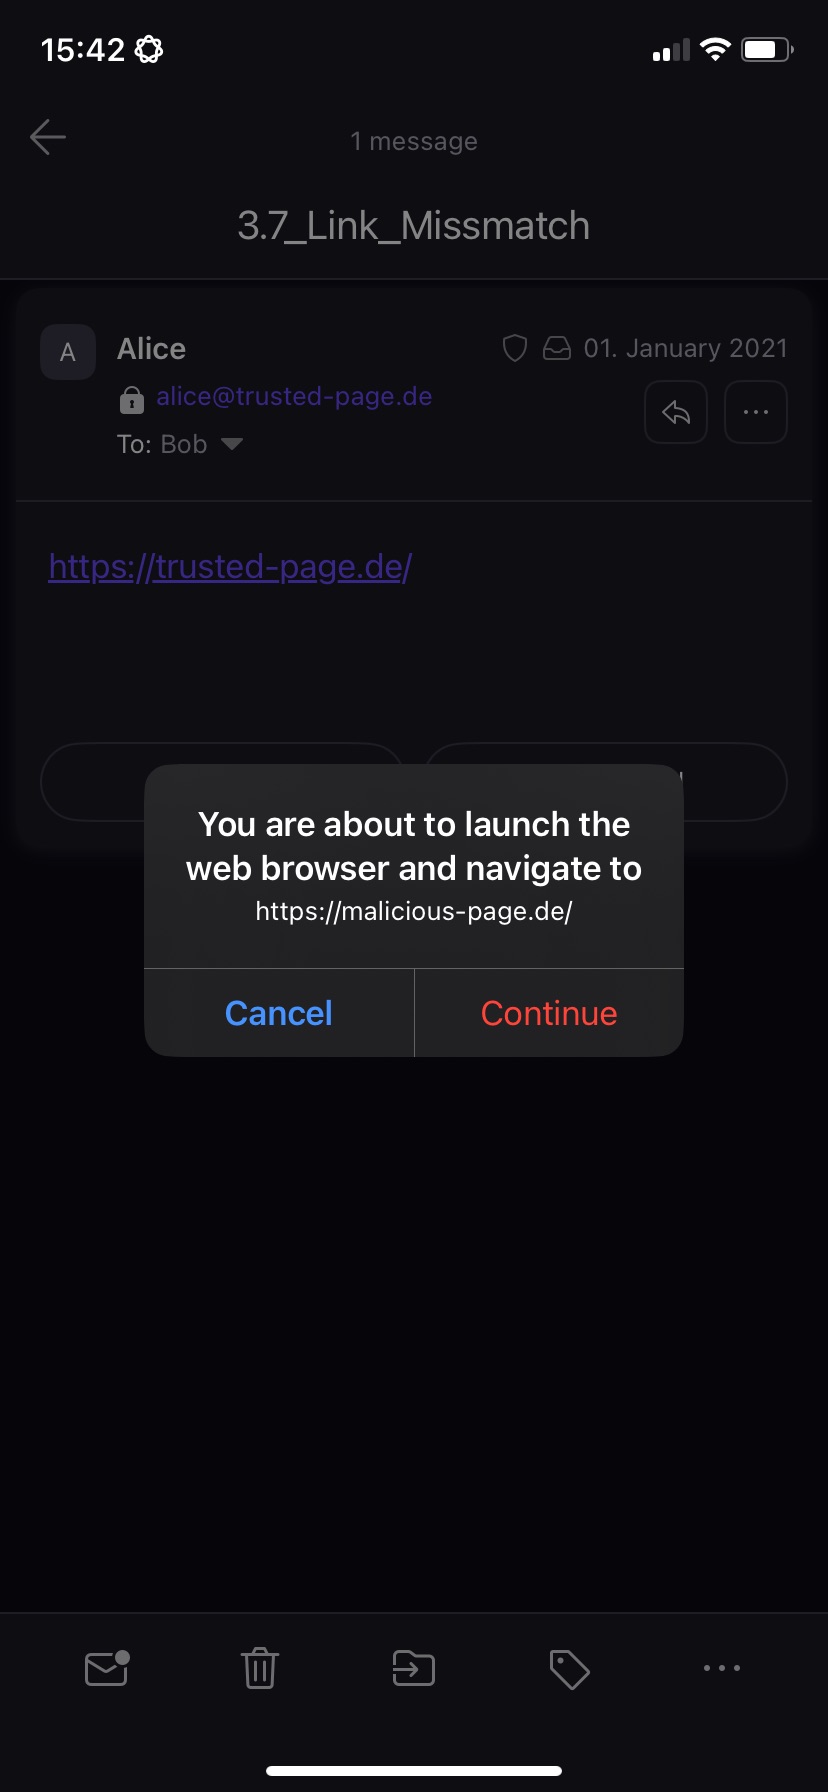 15:42
1 message
3.7_Link_Missmatch
A
Alice
01. January 2021
alice@trusted-page.de
To: Bob
https://trusted-page.de/
You are about to launch the
web browser and navigate to
https://malicious-page.de/
Cancel
Continue